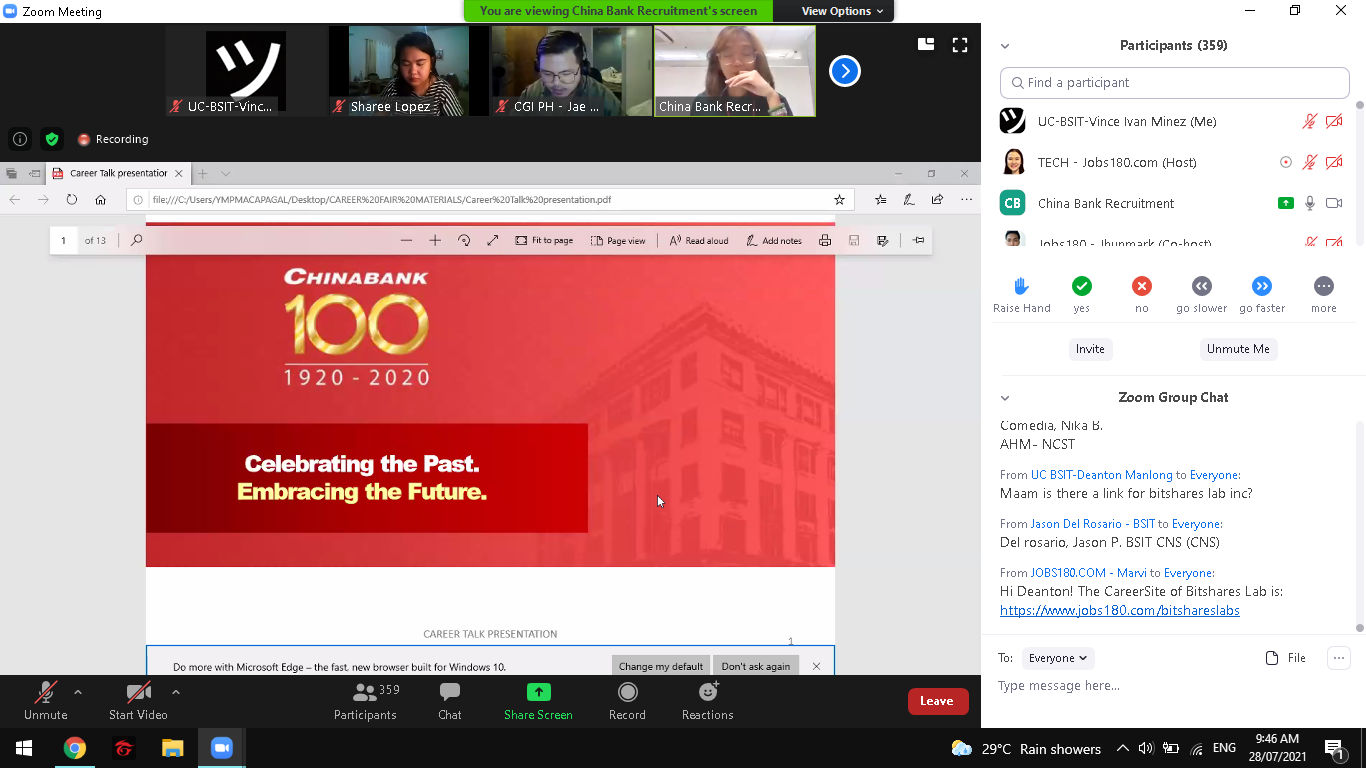 Zoom Meeting
You are viewing China Bank Recruitment's screen
View Options
UC-BSIT-Vinc...
Sharee Lopez
CGI PH - Jae ...
China Bank Recr...
Recording
Career Talk presentation
file:///C:/Users/YMPMACAPAGAL/Desktop/CAREER%20FAIR%20MATERIALS/Career%20Talk%20presentation.pdf
1 of 13
Fit to page
Page view
Read aloud
Add notes
CHINABANK
100
1920 - 2020
Celebrating the Past.
Embracing the Future.
CAREER TALK PRESENTATION
1
Do more with Microsoft Edge – the fast, new browser built for Windows 10.
Change my default
Don't ask again
Unmute
Start Video
359
Participants
Chat
Share Screen
Record
Reactions
Leave
Participants (359)
Find a participant
UC-BSIT-Vince Ivan Minez (Me)
TECH - Jobs180.com (Host)
CB
China Bank Recruitment
Jobs180 - Jhunmark (Co-host)
Raise Hand
yes
no
go slower
go faster
more
Invite
Unmute Me
Zoom Group Chat
Comedia, Nika B.
AHM- NCST
From UC BSIT-Deanton Manlong to Everyone:
Maam is there a link for bitshares lab inc?
From Jason Del Rosario - BSIT to Everyone:
Del rosario, Jason P. BSIT CNS (CNS)
From JOBS180.COM - Marvi to Everyone:
Hi Deanton! The CareerSite of Bitshares Lab is:
https://www.jobs180.com/bitshareslabs
To: Everyone
File
Type message here...
29°C Rain showers
ENG
9:46 AM
28/07/2021
1